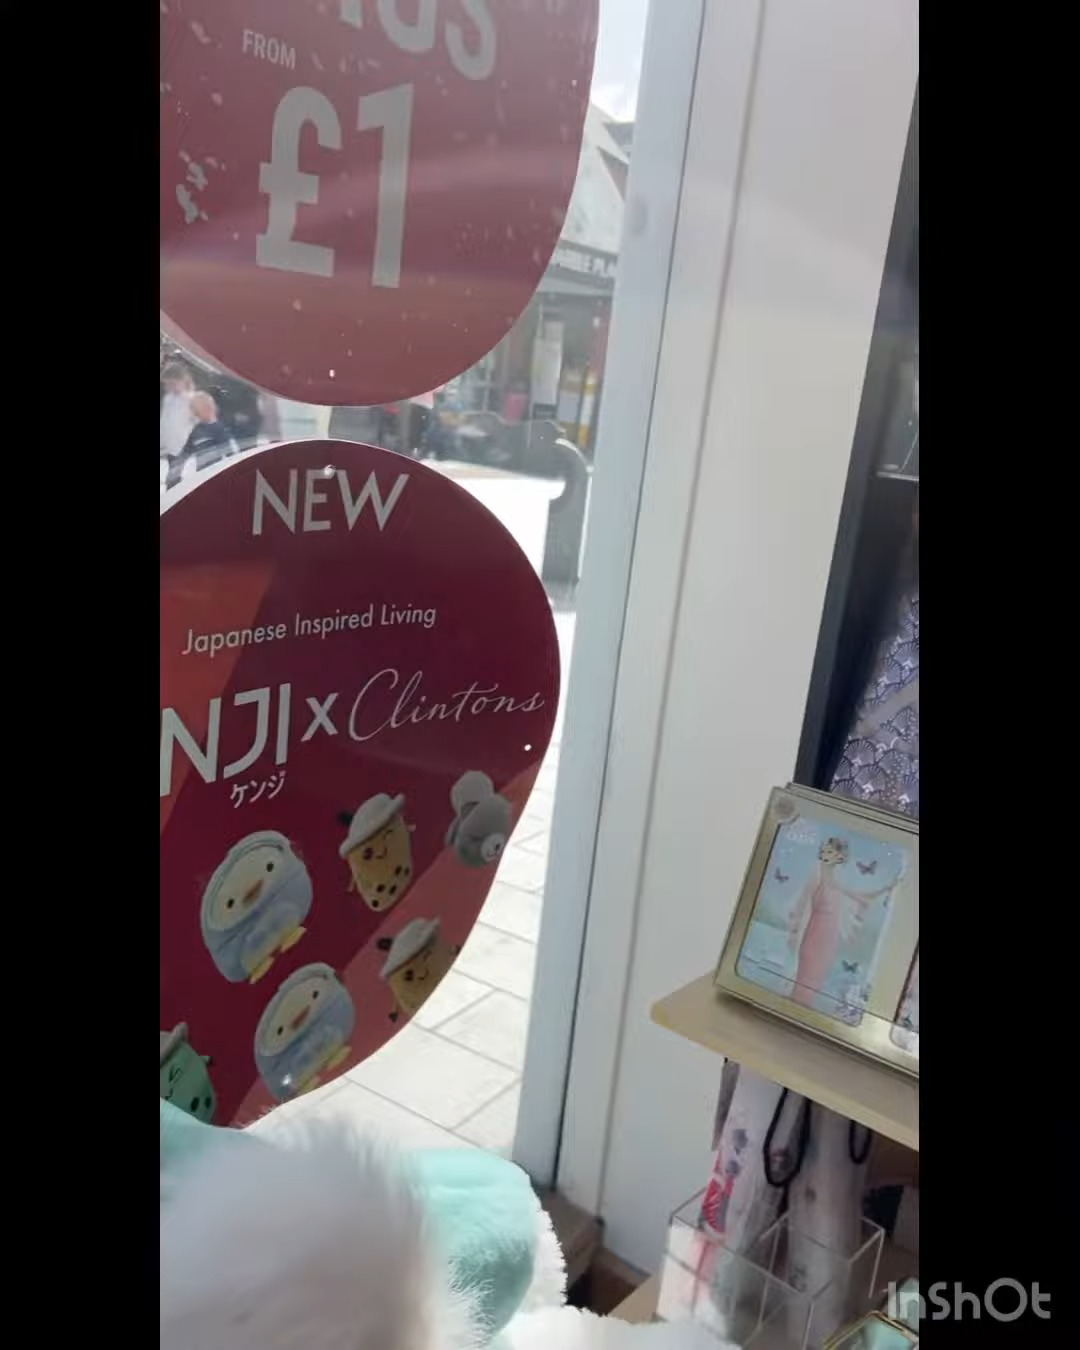 FROM
£1
NEW
Japanese Inspired Living
NJI x Clintons
ケンジ
InShOt